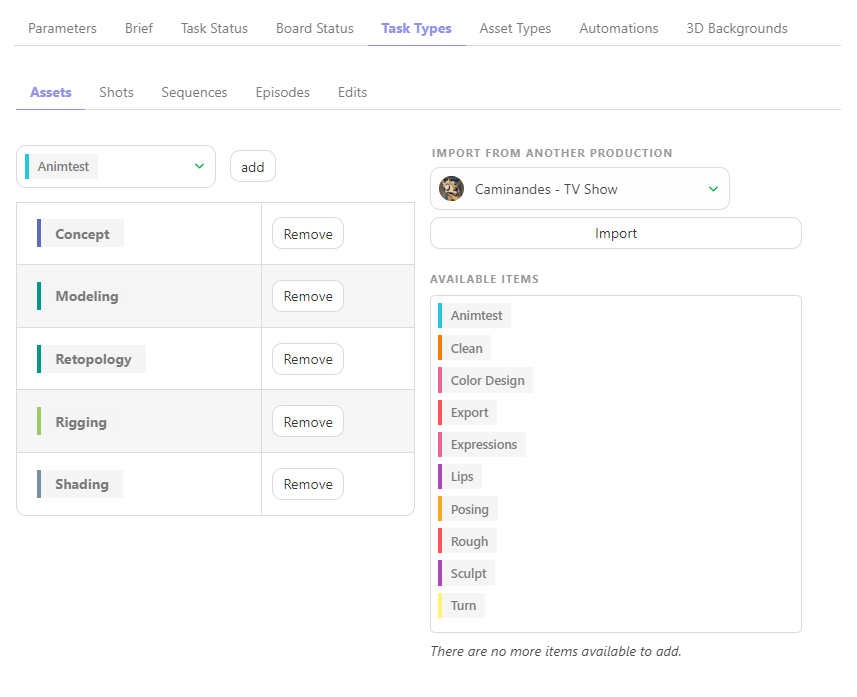 Parameters Brief Task Status Board Status Task Types Asset Types Automations 3D Backgrounds
Assets Shots Sequences Episodes Edits
Animtest add
Concept Remove
Modeling Remove
Retopology Remove
Rigging Remove
Shading Remove
IMPORT FROM ANOTHER PRODUCTION
Caminandes - TV Show
Import
AVAILABLE ITEMS
Animtest
Clean
Color Design
Export
Expressions
Lips
Posing
Rough
Sculpt
Turn
There are no more items available to add.